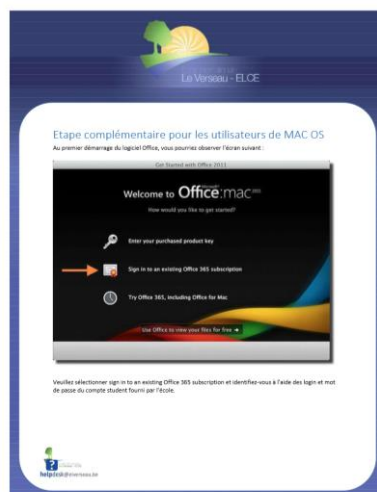 Le Verseau - ELCE
Etape complémentaire pour les utilisateurs de MAC OS
Au premier démarrage du logiciel Office, vous pourriez observer l'écran suivant :
Get Started with Office 2011
Welcome to Office:mac
How would you like to get started?
Enter your purchased product key
Sign in to an existing Office 365 subscription
Try Office 365, including Office for Mac
Use Office to view your files for free
Veuillez sélectionner sign in to an existing Office 365 subscription et identifiez-vous à l'aide des login et mot
de passe du compte student fourni par l'école.